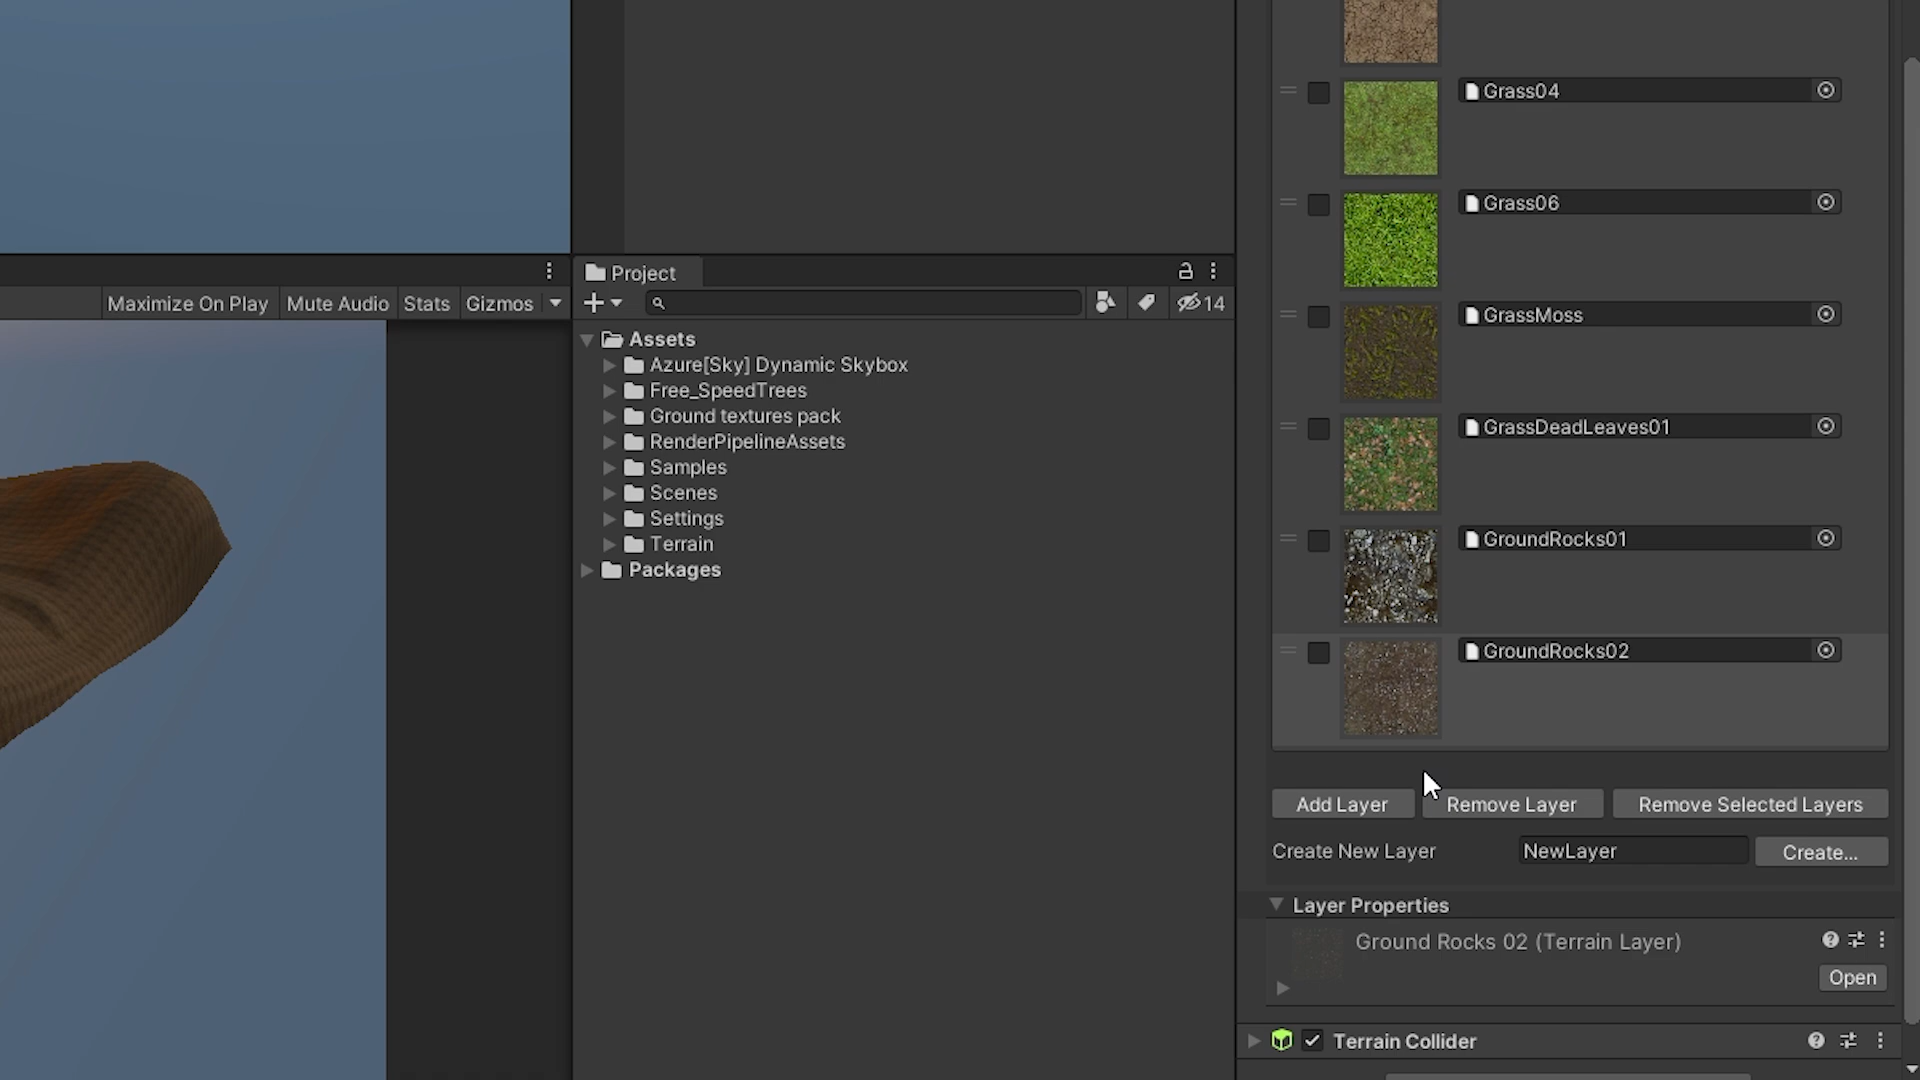 Grass04
Grass06
Project
Maximize On Play Mute Audio Stats Gizmos
14
Assets
Azure[Sky] Dynamic Skybox
Free_SpeedTrees
Ground textures pack
RenderPipelineAssets
Samples
Scenes
Settings
Terrain
Packages
GrassMoss
GrassDeadLeaves01
GroundRocks01
GroundRocks02
Add Layer Remove Layer Remove Selected Layers
Create New Layer NewLayer Create...
Layer Properties
Ground Rocks 02 (Terrain Layer)
Open
Terrain Collider